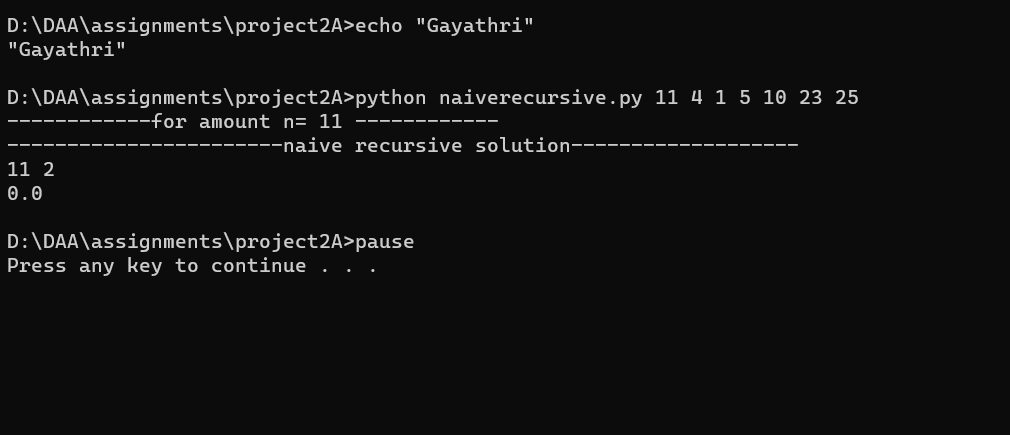 D:\DAA\assignments\project2A>echo "Gayathri"
"Gayathri"
D:\DAA\assignments\project2A>python naiverecursive.py 11 4 1 5 10 23 25
------------for amount n= 11 ------------
-----------------------naive recursive solution-------------------
11 2
0.0
D:\DAA\assignments\project2A>pause
Press any key to continue . . .